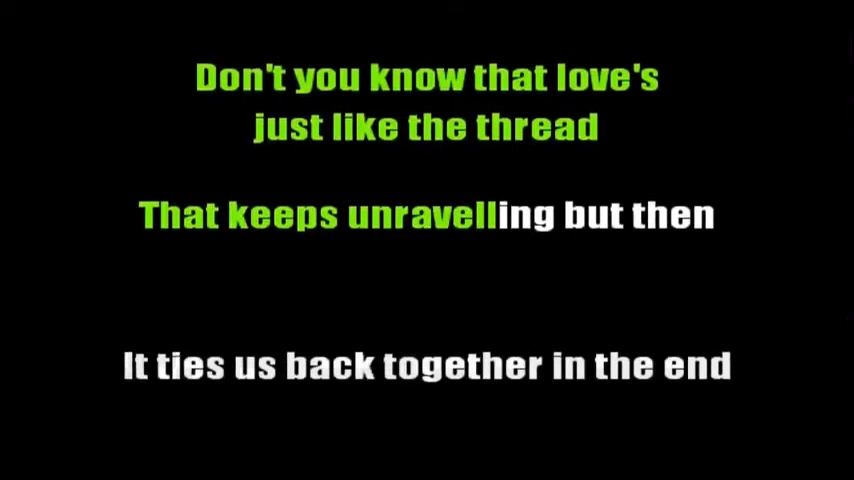 Don't you know that love's
just like the thread
That keeps unravelling but then
It ties us back together in the end